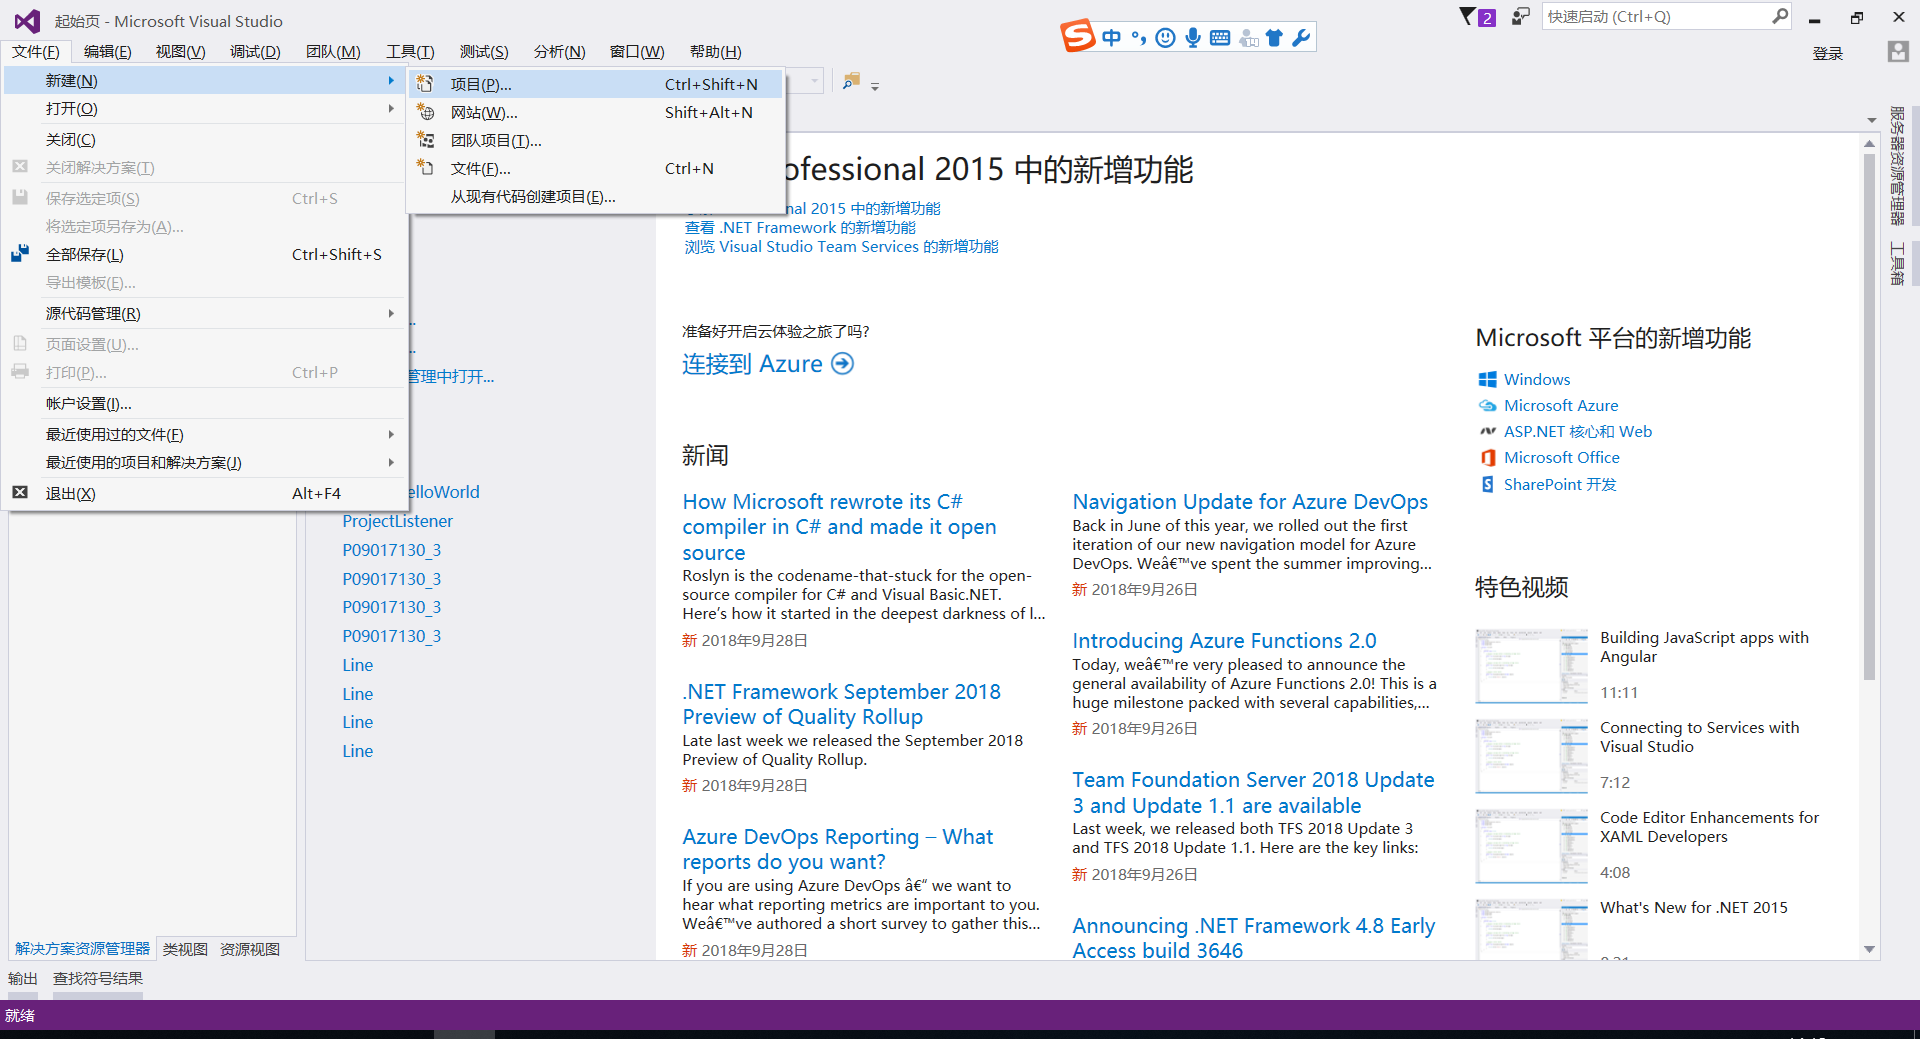 起始页 - Microsoft Visual Studio
2
快速启动 (Ctrl+Q)
中
文件(F) 编辑(E) 视图(V) 调试(D) 团队(M) 工具(T) 测试(S) 分析(N) 窗口(W) 帮助(H)
登录
新建(N)
打开(O)
关闭(C)
关闭解决方案(T)
保存选定项(S) Ctrl+S
将选定项另存为(A)...
全部保存(L) Ctrl+Shift+S
导出模板(E)...
源代码管理(R)
页面设置(U)...
打印(P)... Ctrl+P
帐户设置(I)...
最近使用过的文件(F)
最近使用的项目和解决方案(J)
退出(X) Alt+F4
项目(P)... Ctrl+Shift+N
网站(W)... Shift+Alt+N
团队项目(T)...
文件(F)... Ctrl+N
从现有代码创建项目(E)...
管理中打开...
elloWorld
ProjectListener
P09017130_3
P09017130_3
P09017130_3
P09017130_3
Line
Line
Line
Line
ofessional 2015 中的新增功能
nal 2015 中的新增功能
查看 .NET Framework 的新增功能
浏览 Visual Studio Team Services 的新增功能
准备好开启云体验之旅了吗?
连接到 Azure
新闻
How Microsoft rewrote its C#
compiler in C# and made it open
source
Roslyn is the codename-that-stuck for the open-
source compiler for C# and Visual Basic.NET.
Here’s how it started in the deepest darkness of l...
新 2018年9月28日
.NET Framework September 2018
Preview of Quality Rollup
Late last week we released the September 2018
Preview of Quality Rollup.
新 2018年9月28日
Azure DevOps Reporting – What
reports do you want?
If you are using Azure DevOps â€“ we want to
hear what reporting metrics are important to you.
Weâ€™ve authored a short survey to gather this...
新 2018年9月28日
Navigation Update for Azure DevOps
Back in June of this year, we rolled out the first
iteration of our new navigation model for Azure
DevOps. Weâ€™ve spent the summer improving...
新 2018年9月26日
Introducing Azure Functions 2.0
Today, weâ€™re very pleased to announce the
general availability of Azure Functions 2.0! This is a
huge milestone packed with several capabilities,...
新 2018年9月26日
Team Foundation Server 2018 Update
3 and Update 1.1 are available
Last week, we released both TFS 2018 Update 3
and TFS 2018 Update 1.1. Here are the key links:
新 2018年9月26日
Announcing .NET Framework 4.8 Early
Access build 3646
Microsoft 平台的新增功能
Windows
Microsoft Azure
ASP.NET 核心和 Web
Microsoft Office
SharePoint 开发
特色视频
Building JavaScript apps with
Angular
11:11
Connecting to Services with
Visual Studio
7:12
Code Editor Enhancements for
XAML Developers
4:08
What's New for .NET 2015
服务器资源管理器
工具箱
解决方案资源管理器 类视图 资源视图
输出 查找符号结果
就绪